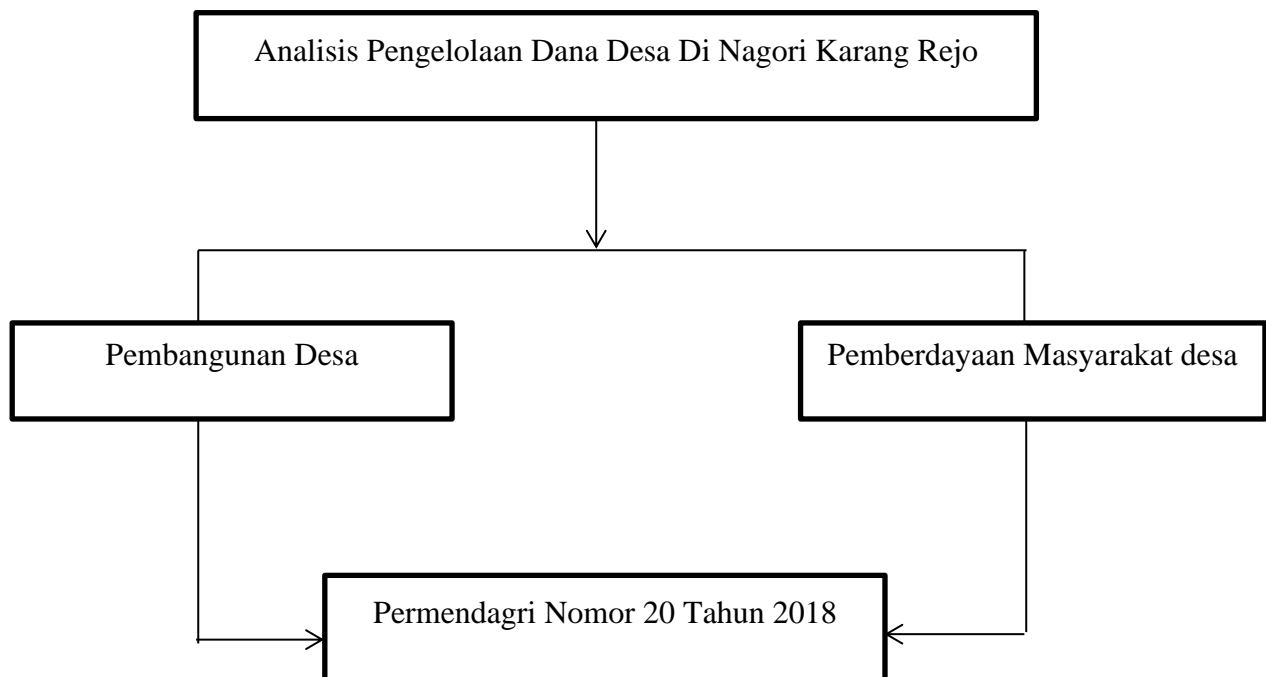 Analisis Pengelolaan Dana Desa Di Nagori Karang Rejo
Pembangunan Desa
Pemberdayaan Masyarakat desa
Permendagri Nomor 20 Tahun 2018